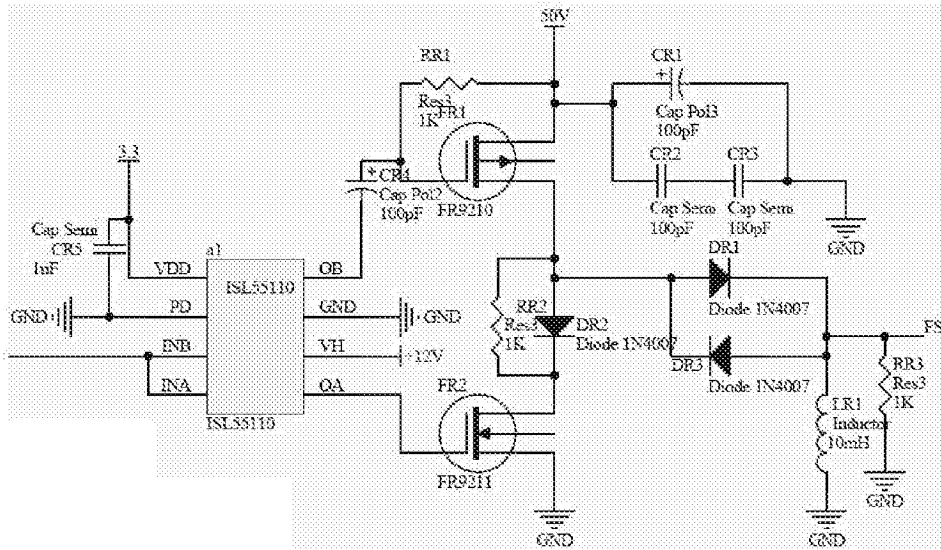 50V
RR1
CR1
+
Res3
1K
FR1
Cap Pol3
100pF
3.3
CR2
CR3
+
CR4
Cap Pol2
100pF
FR9210
Cap Semi
100pF
Cap Semi
100pF
GND
Cap Semi
CR5
1nF
a1
VDD
OB
ISL55110
DR1
GND
PD
GND
GND
RR2
Res3
1K
DR2
Diode 1N4007
Diode 1N4007
FS
INB
VH
+12V
DR3
Diode 1N4007
RR3
Res3
1K
INA
OA
FR2
LR1
Inductor
10mH
ISL55110
FR9211
GND
GND
GND